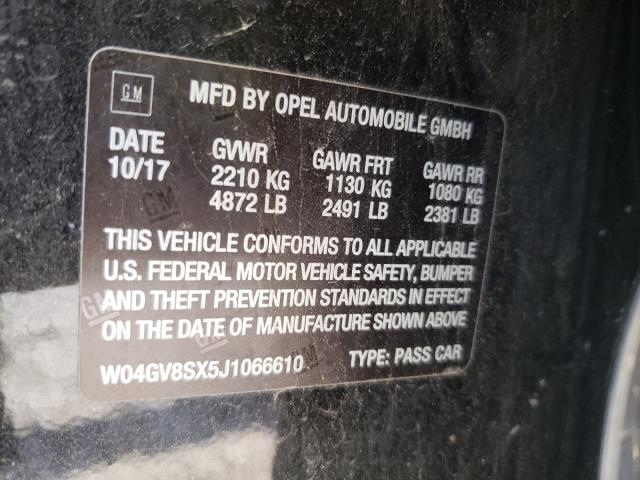 GM MFD BY OPEL AUTOMOBILE GMBH
DATE GVWR GAWR FRT GAWR RR
10/17 2210 KG 1130 KG 1080 KG
4872 LB 2491 LB 2381 LB
THIS VEHICLE CONFORMS TO ALL APPLICABLE
U.S. FEDERAL MOTOR VEHICLE SAFETY, BUMPER
AND THEFT PREVENTION STANDARDS IN EFFECT
ON THE DATE OF MANUFACTURE SHOWN ABOVE
W04GV8SX5J1066610 TYPE: PASS CAR